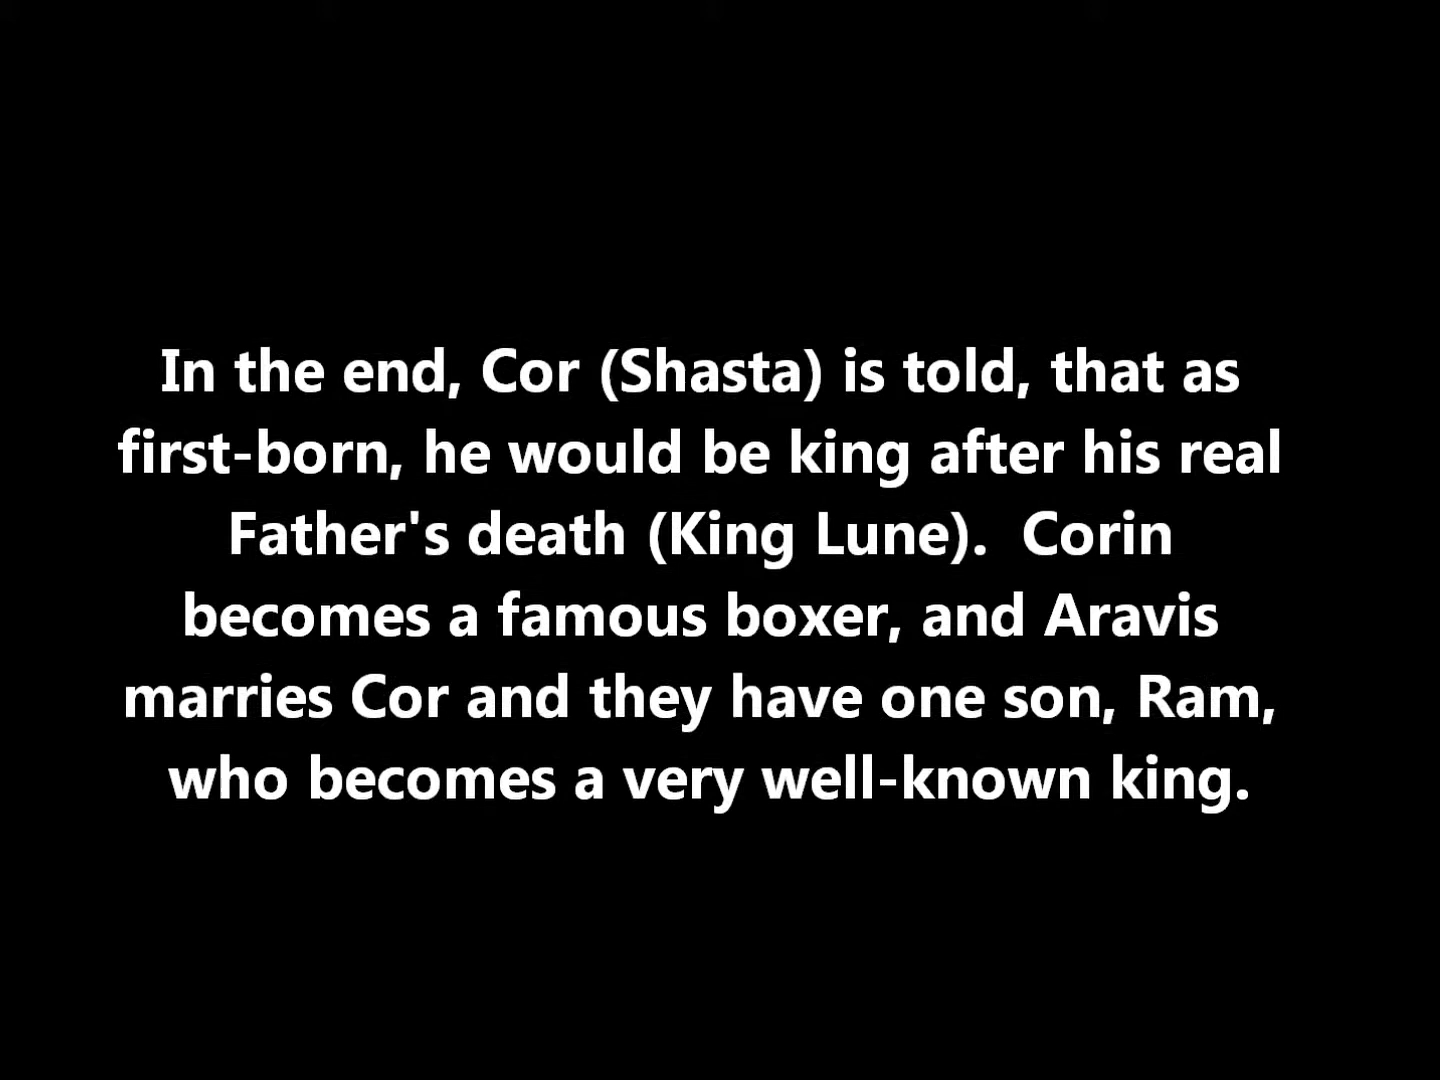 In the end, Cor (Shasta) is told, that as
first-born, he would be king after his real
Father's death (King Lune).  Corin
becomes a famous boxer, and Aravis
marries Cor and they have one son, Ram,
who becomes a very well-known king.